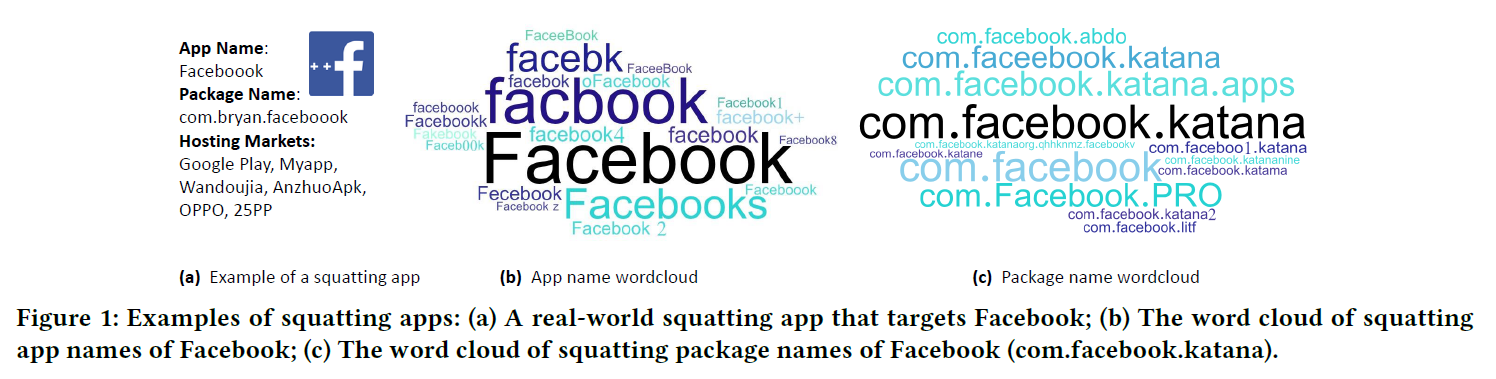 App Name:
Faceboook
Package Name:
com.bryan.faceboook
Hosting Markets:
Google Play, Myapp,
Wandoujia, AnzhuoApk,
OPPO, 25PP
++f
(a) Example of a squatting app
FaceeBook
facebk
FaceeBook
facebok
oFacebook
facbook
faceboook
Facebook1
Facebookk
facebook+
Fakebook
facebook4
facebook
Faceb00k
Facebook8
Facebook
Fecebook
Faceboook
Facebook z
Facebooks
Facebook 2
(b) App name wordcloud
com.facebook.abdo
com.faceebook.katana
com.facebook.katana.apps
com.facebook.katana
com.facebook.katanaorg.qhhknmz.facebookv
com.faceboo1.katana
com.facebook.katane
com.facebook
com.facebook.katananine
com.facebook.katama
com.Facebook.PRO
com.facebook.katana2
com.facebook.litf
(c) Package name wordcloud
Figure 1: Examples of squatting apps: (a) A real-world squatting app that targets Facebook; (b) The word cloud of squatting
app names of Facebook; (c) The word cloud of squatting package names of Facebook (com.facebook.katana).